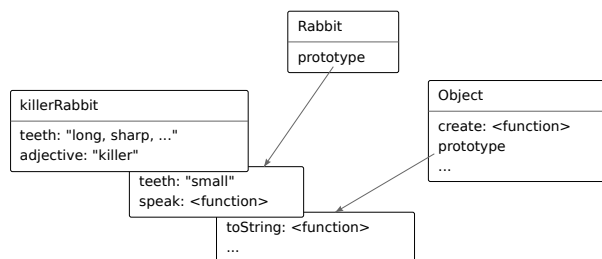 Rabbit
prototype
killerRabbit
teeth: "long, sharp, ..."
adjective: "killer"
Object
create: <function>
prototype
...
teeth: "small"
speak: <function>
toString: <function>
...